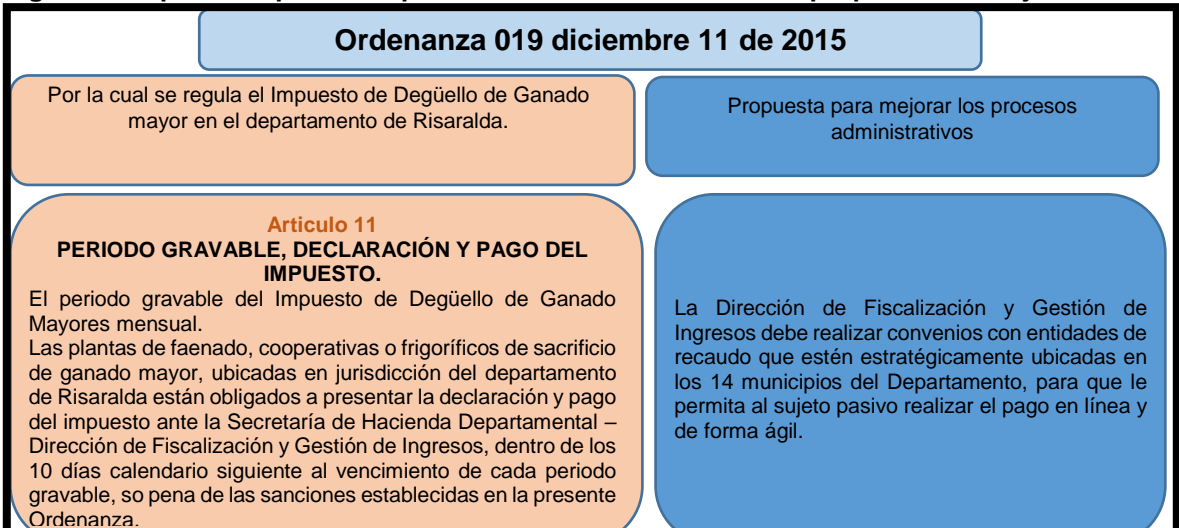 Ordenanza 019 diciembre 11 de 2015
Por la cual se regula el Impuesto de Degüello de Ganado
mayor en el departamento de Risaralda.
Propuesta para mejorar los procesos
administrativos
Articulo 11
PERIODO GRAVABLE, DECLARACIÓN Y PAGO DEL
IMPUESTO.
El periodo gravable del Impuesto de Degüello de Ganado
Mayores mensual.
Las plantas de faenado, cooperativas o frigoríficos de sacrificio
de ganado mayor, ubicadas en jurisdicción del departamento
de Risaralda están obligados a presentar la declaración y pago
del impuesto ante la Secretaría de Hacienda Departamental –
Dirección de Fiscalización y Gestión de Ingresos, dentro de los
10 días calendario siguiente al vencimiento de cada periodo
gravable, so pena de las sanciones establecidas en la presente
Ordenanza.
La Dirección de Fiscalización y Gestión de
Ingresos debe realizar convenios con entidades de
recaudo que estén estratégicamente ubicadas en
los 14 municipios del Departamento, para que le
permita al sujeto pasivo realizar el pago en línea y
de forma ágil.